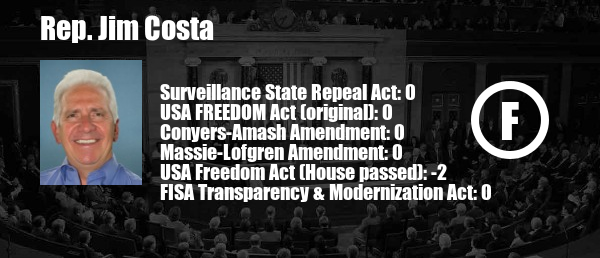 Rep. Jim Costa
Surveillance State Repeal Act: 0
USA FREEDOM Act (original): 0
Conyers-Amash Amendment: 0
Massie-Lofgren Amendment: 0
USA Freedom Act (House passed): -2
FISA Transparency & Modernization Act: 0
F